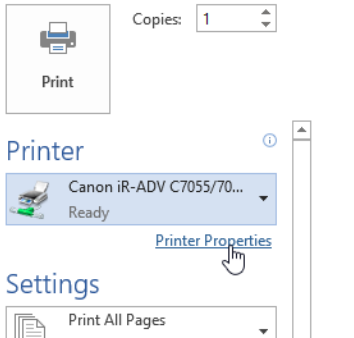 Copies: 1
Print
Printer
Canon iR-ADV C7055/70...
Ready
Printer Properties
Settings
Print All Pages